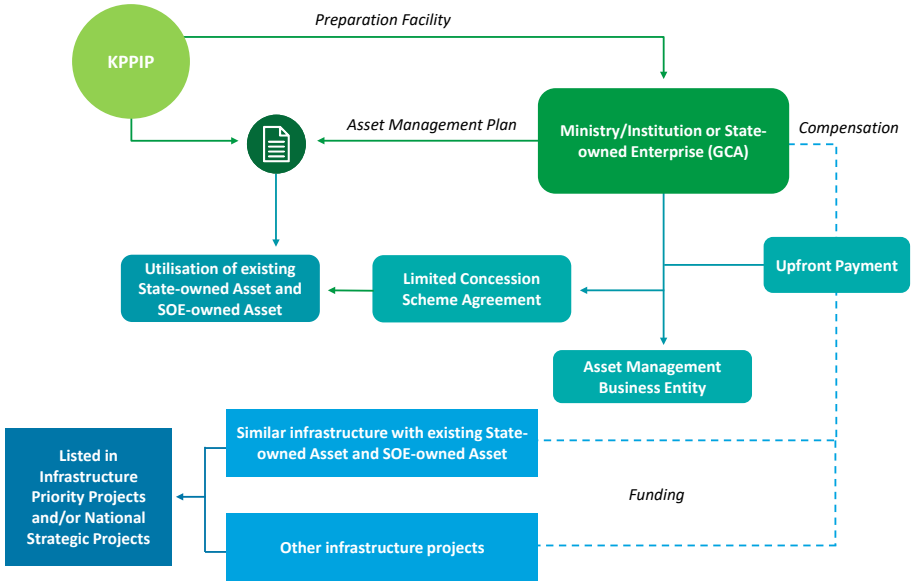 Preparation Facility
KPPIP
Asset Management Plan
Ministry/Institution or State-
owned Enterprise (GCA)
Compensation
Utilisation of existing
State-owned Asset and
SOE-owned Asset
Limited Concession
Scheme Agreement
Upfront Payment
Asset Management
Business Entity
Similar infrastructure with existing State-
owned Asset and SOE-owned Asset
Listed in
Infrastructure
Priority Projects
and/or National
Strategic Projects
Funding
Other infrastructure projects